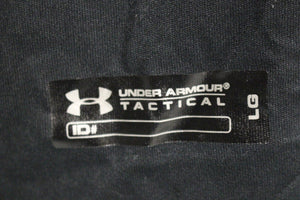 UNDER ARMOUR®
TACTICAL
ID#
LG